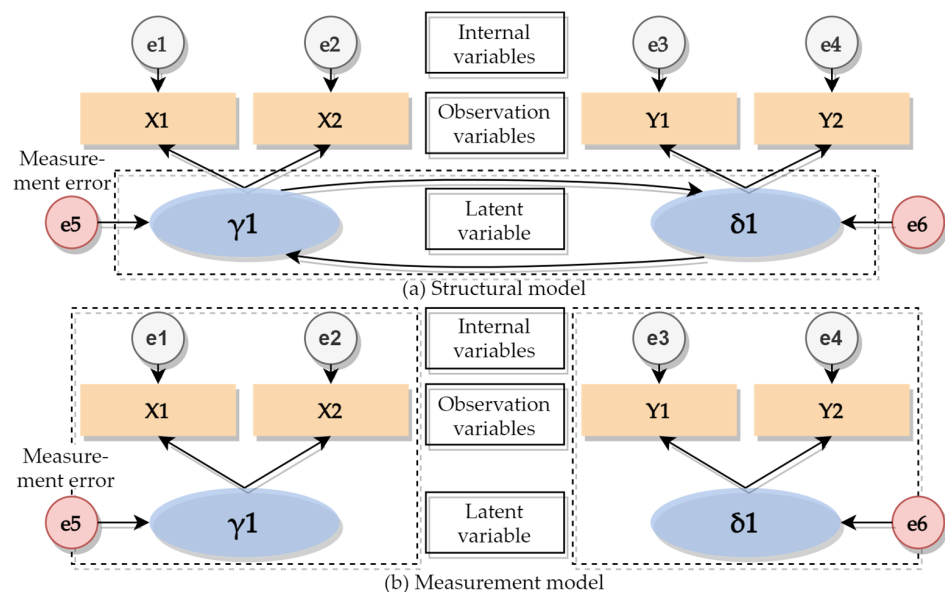 e1
e2
Internal
variables
e3
e4
X1
X2
Observation
variables
Y1
Y2
Measure-
ment error
e5
γ1
Latent
variable
δ1
e6
(a) Structural model
e1
e2
Internal
variables
e3
e4
X1
X2
Observation
variables
Y1
Y2
Measure-
ment error
e5
γ1
Latent
variable
δ1
e6
(b) Measurement model